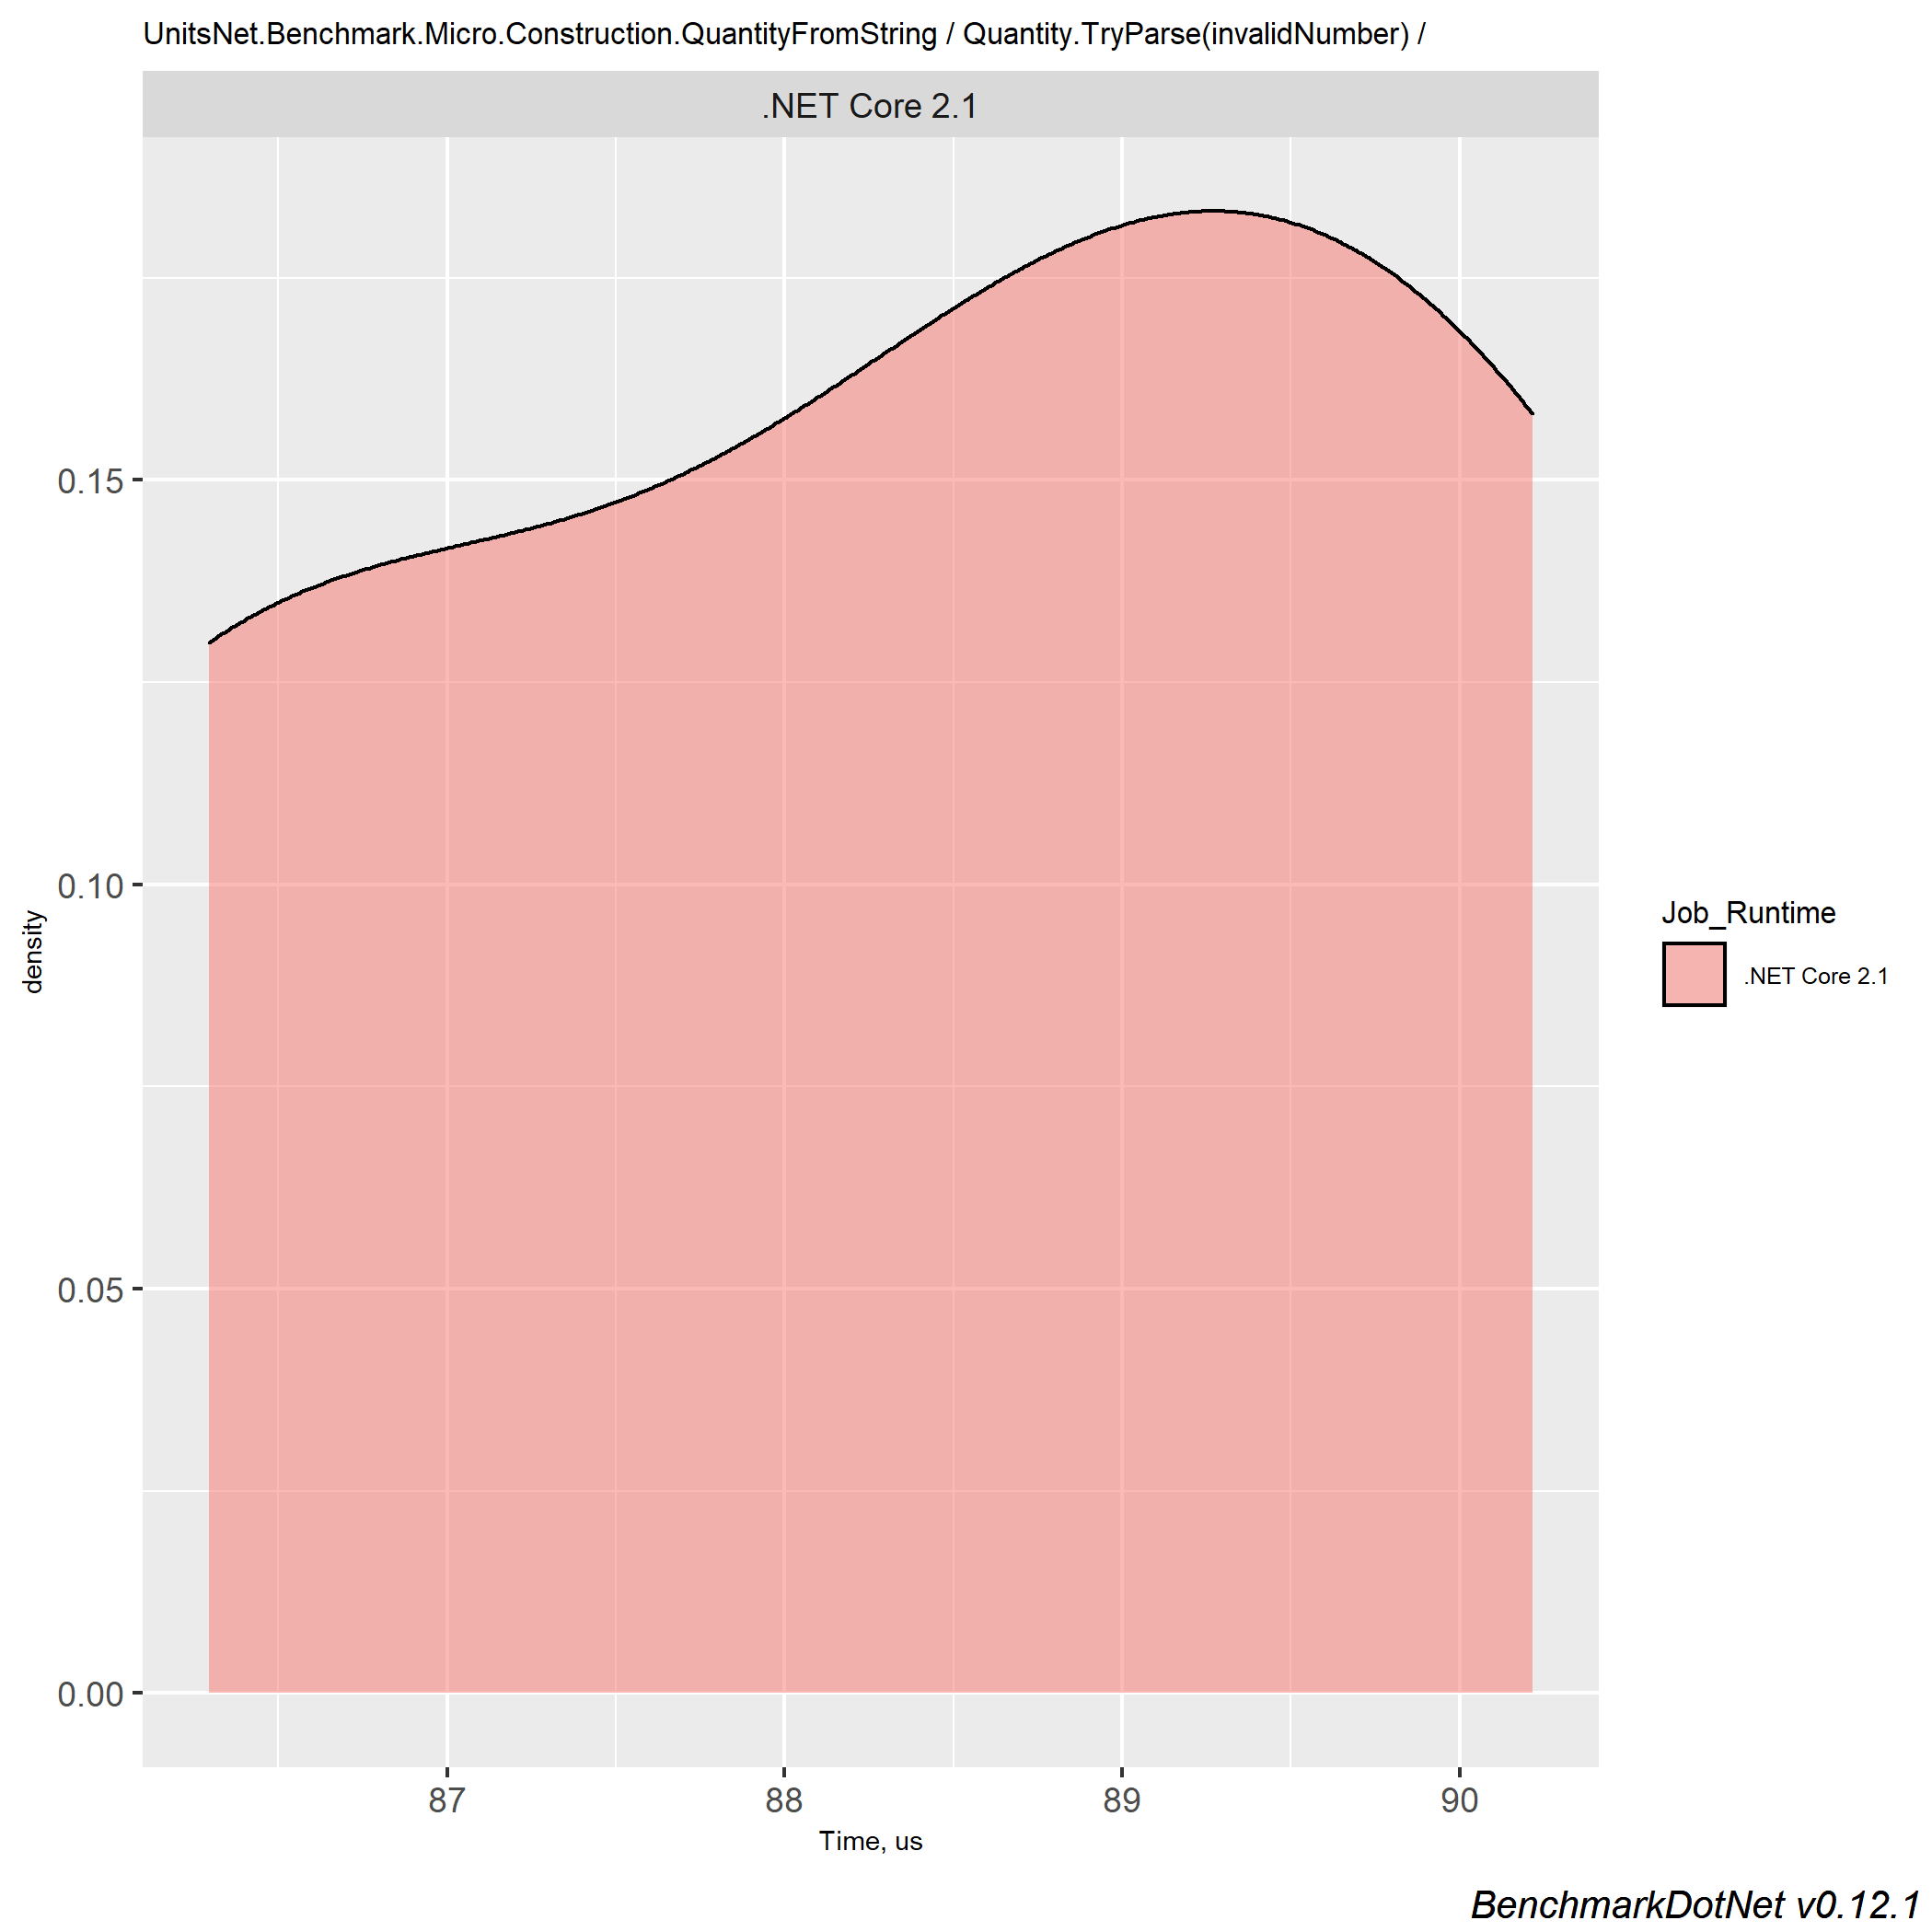 UnitsNet.Benchmark.Micro.Construction.QuantityFromString / Quantity.TryParse(invalidNumber) /
.NET Core 2.1
0.15
0.10
0.05
0.00
density
87 88 89 90
Time, us
Job_Runtime
.NET Core 2.1
BenchmarkDotNet v0.12.1